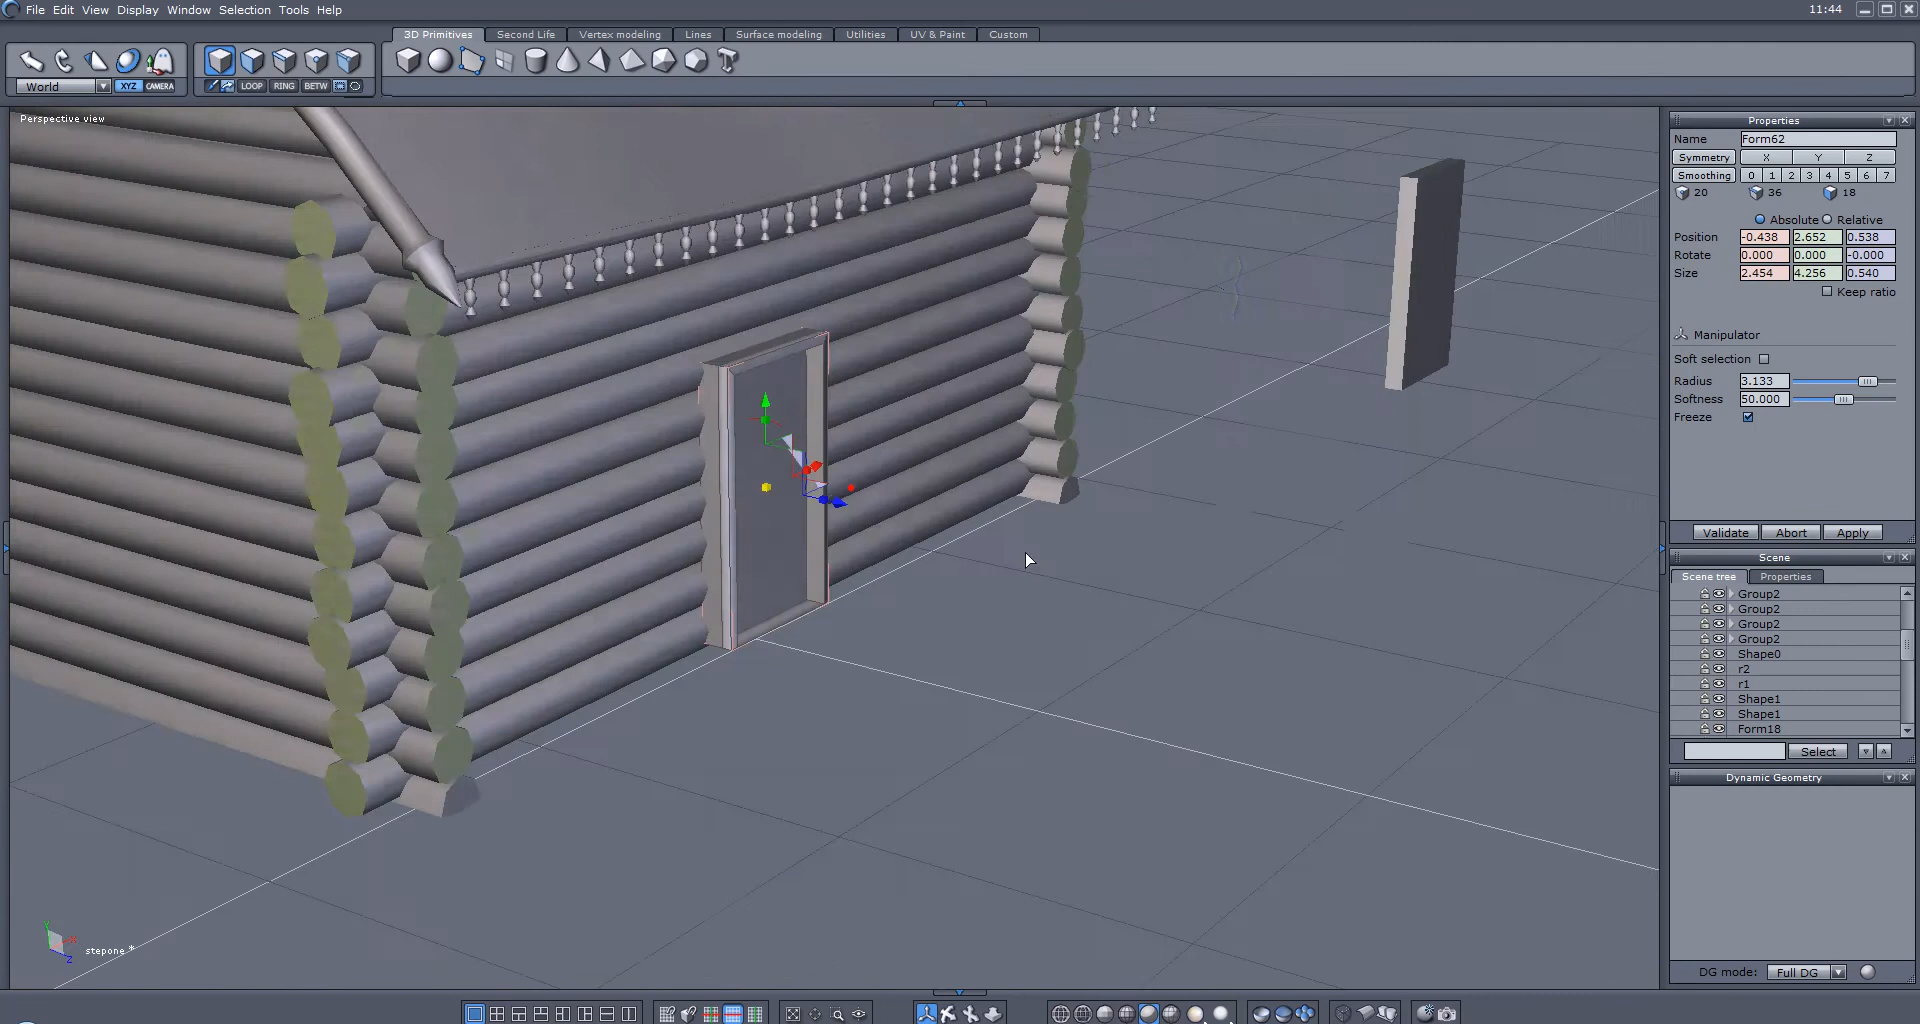 File Edit View Display Window Selection Tools Help 11:44
3D Primitives Second Life Vertex modeling Lines Surface modeling Utilities UV & Paint Custom
World XYZ CAMERA LOOP RING BETW
Perspective view
Properties
Name Form62
Symmetry X Y Z
Smoothing 0 1 2 3 4 5 6 7
20 36 18
Absolute Relative
Position -0.438 2.652 0.538
Rotate 0.000 0.000 -0.000
Size 2.454 4.256 0.540
Keep ratio
Manipulator
Soft selection
Radius 3.133
Softness 50.000
Freeze
Validate Abort Apply
Scene
Scene tree Properties
Group2
Group2
Group2
Group2
Shape0
r2
r1
Shape1
Shape1
Form18
Select
Dynamic Geometry
Y X Z
stepone *
DG mode: Full DG